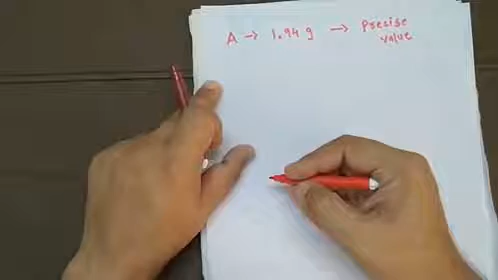 A → 1.94 g → Precise
value